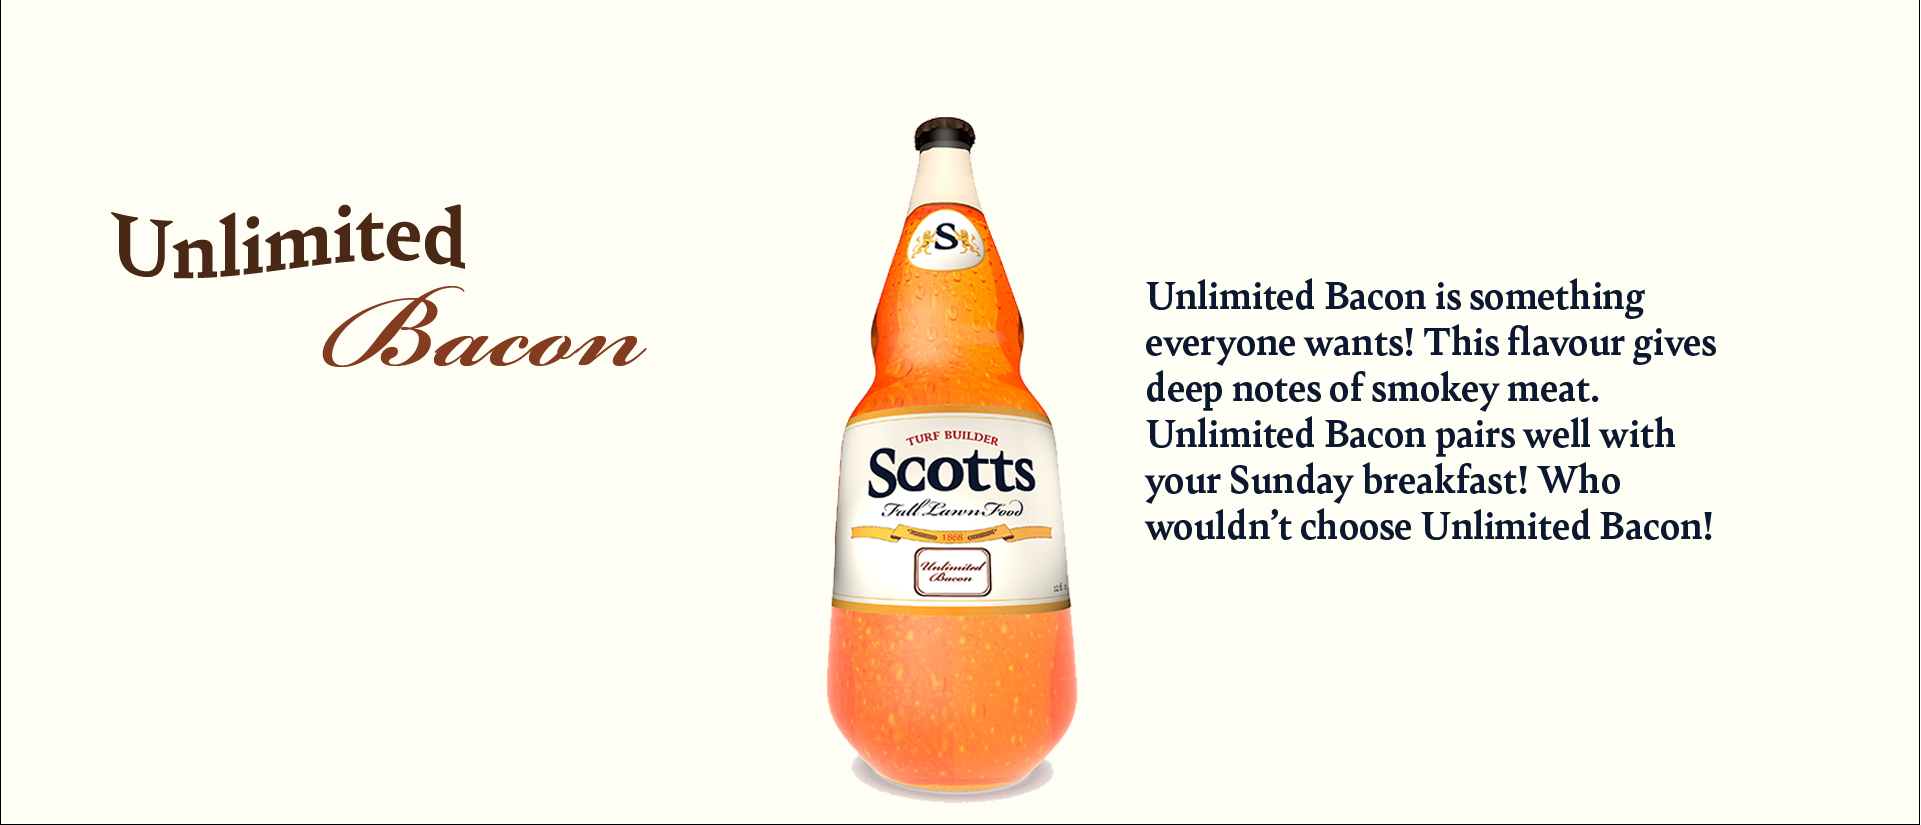 Unlimited
Bacon
S
TURF BUILDER
Scotts
Full Lawn Food
1868
Unlimited
Bacon
Unlimited Bacon is something
everyone wants! This flavour gives
deep notes of smokey meat.
Unlimited Bacon pairs well with
your Sunday breakfast! Who
wouldn’t choose Unlimited Bacon!